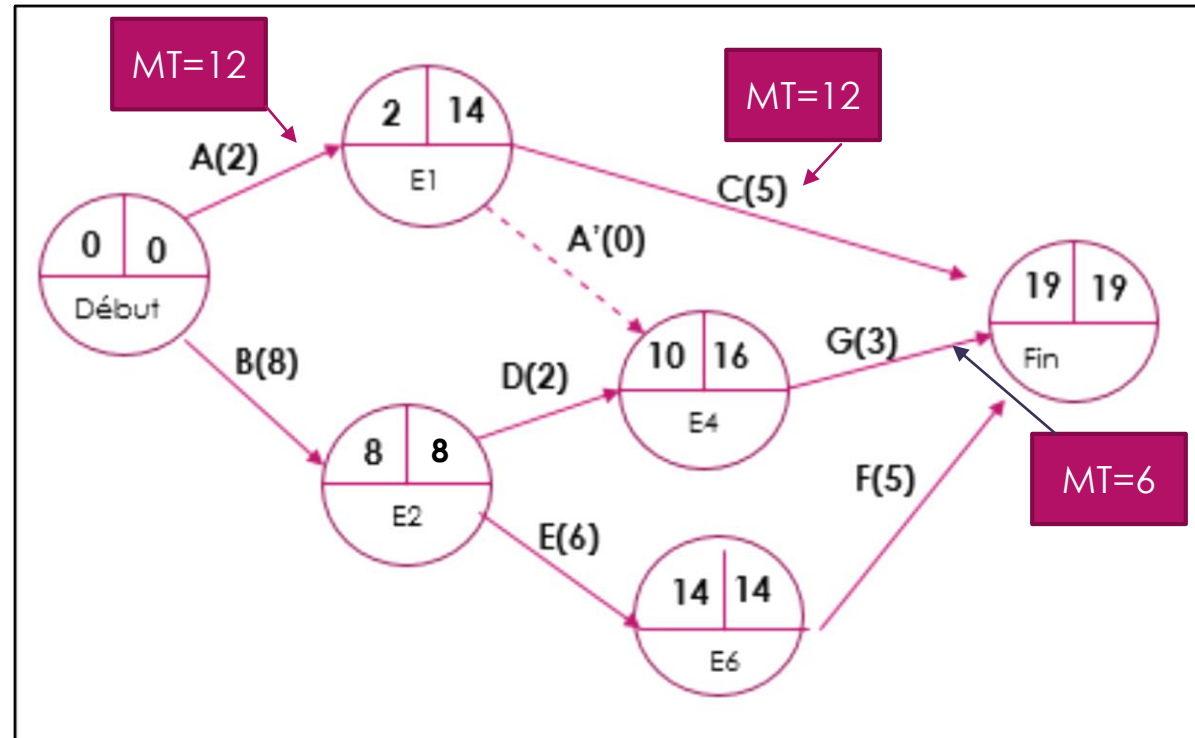 MT=12
MT=12
2 14
E1
A(2)
C(5)
0 0
Début
A'(0)
19 19
Fin
B(8)
D(2)
10 16
E4
G(3)
8 8
E2
MT=6
F(5)
E(6)
14 14
E6